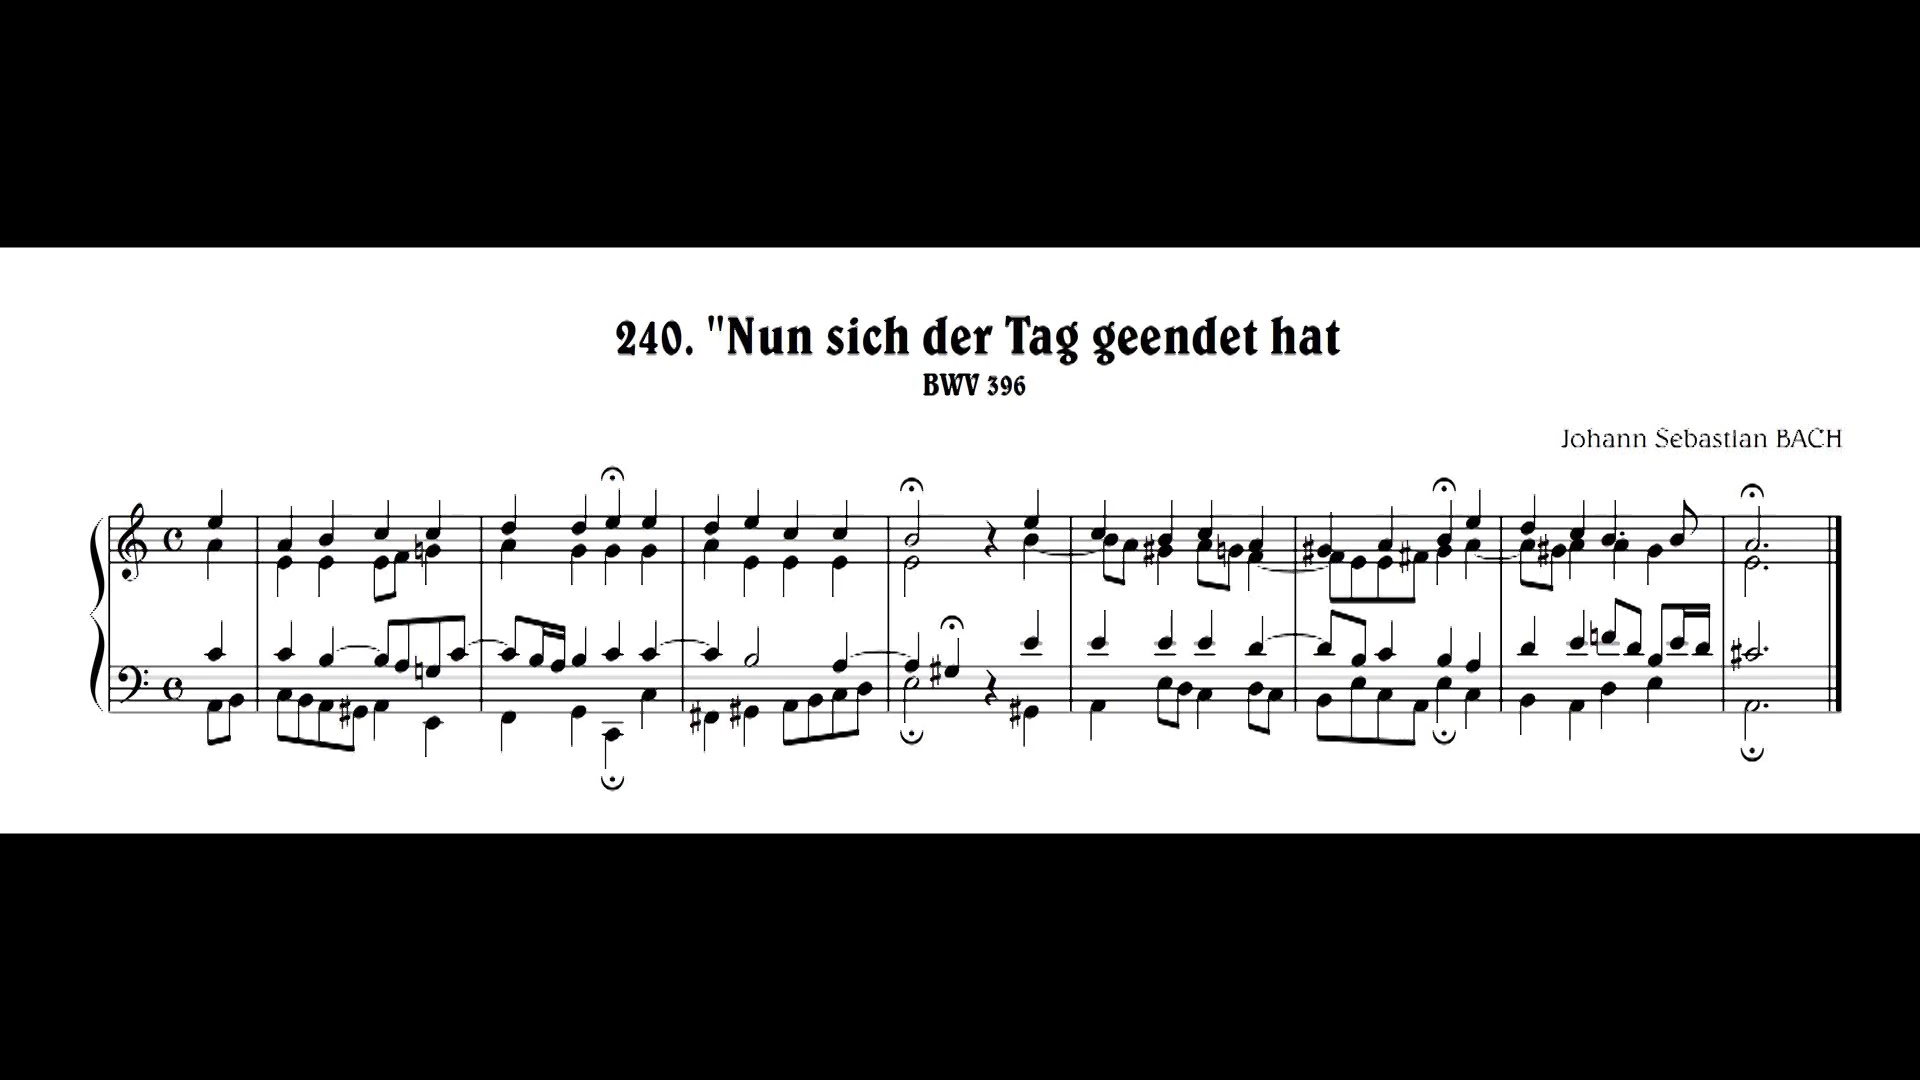 240. "Nun sich der Tag geendet hat
BWV 396
Johann Sebastian BACH